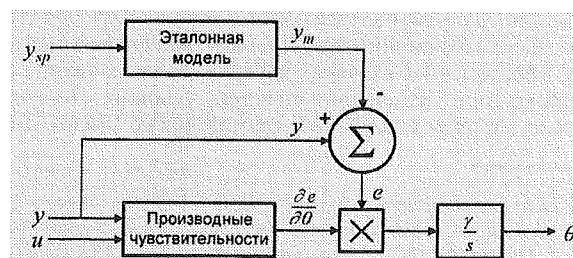 y_sp
Эталонная
модель
y_m
-
+
y
Σ
e
y
u
Производные
чувствительности
∂e
∂θ
×
γ
s
θ